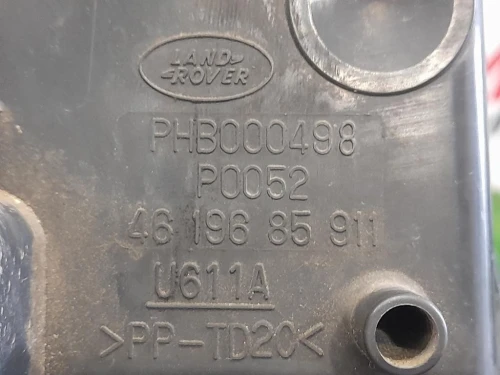 LAND
ROVER
PHB000498
P0052
46 196 85 911
U611A
>PP-TD20<